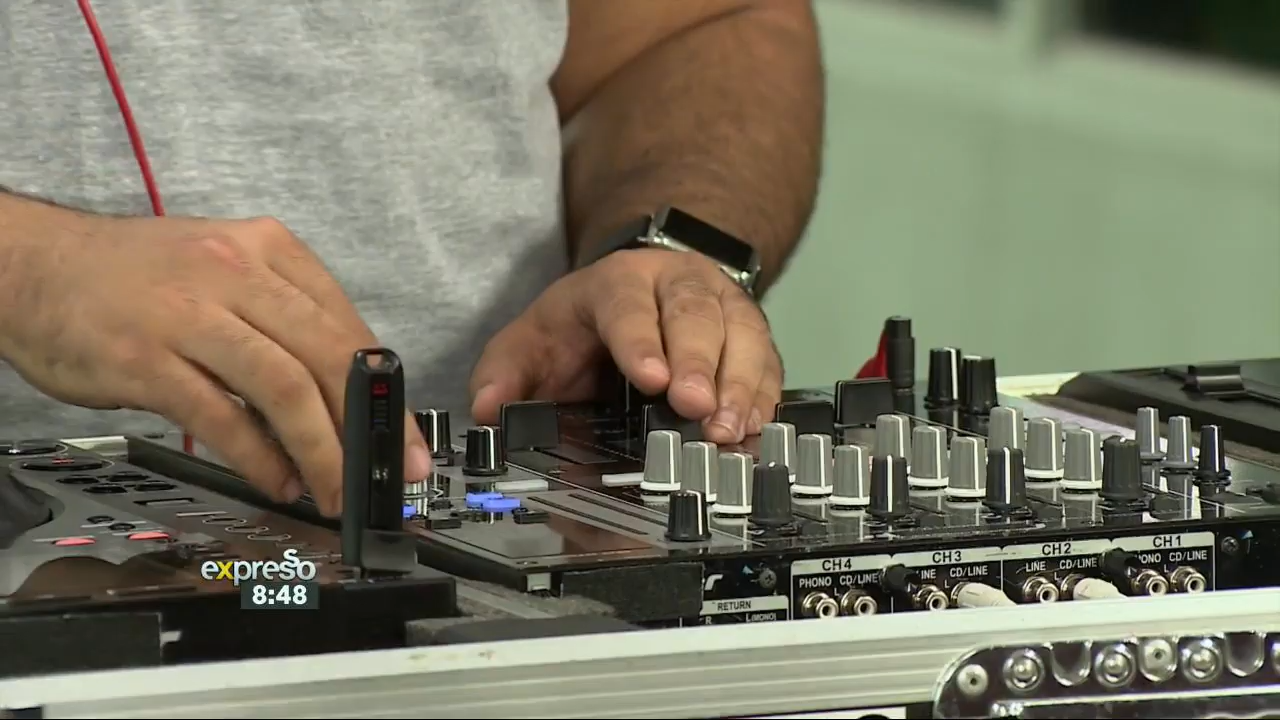 expreso
S
8:48
CH4
CH3
CH2
CH1
PHONO CD/LINE
LINE CD/LINE
LINE CD/LINE
CD/LINE
RETURN
R L(MONO)